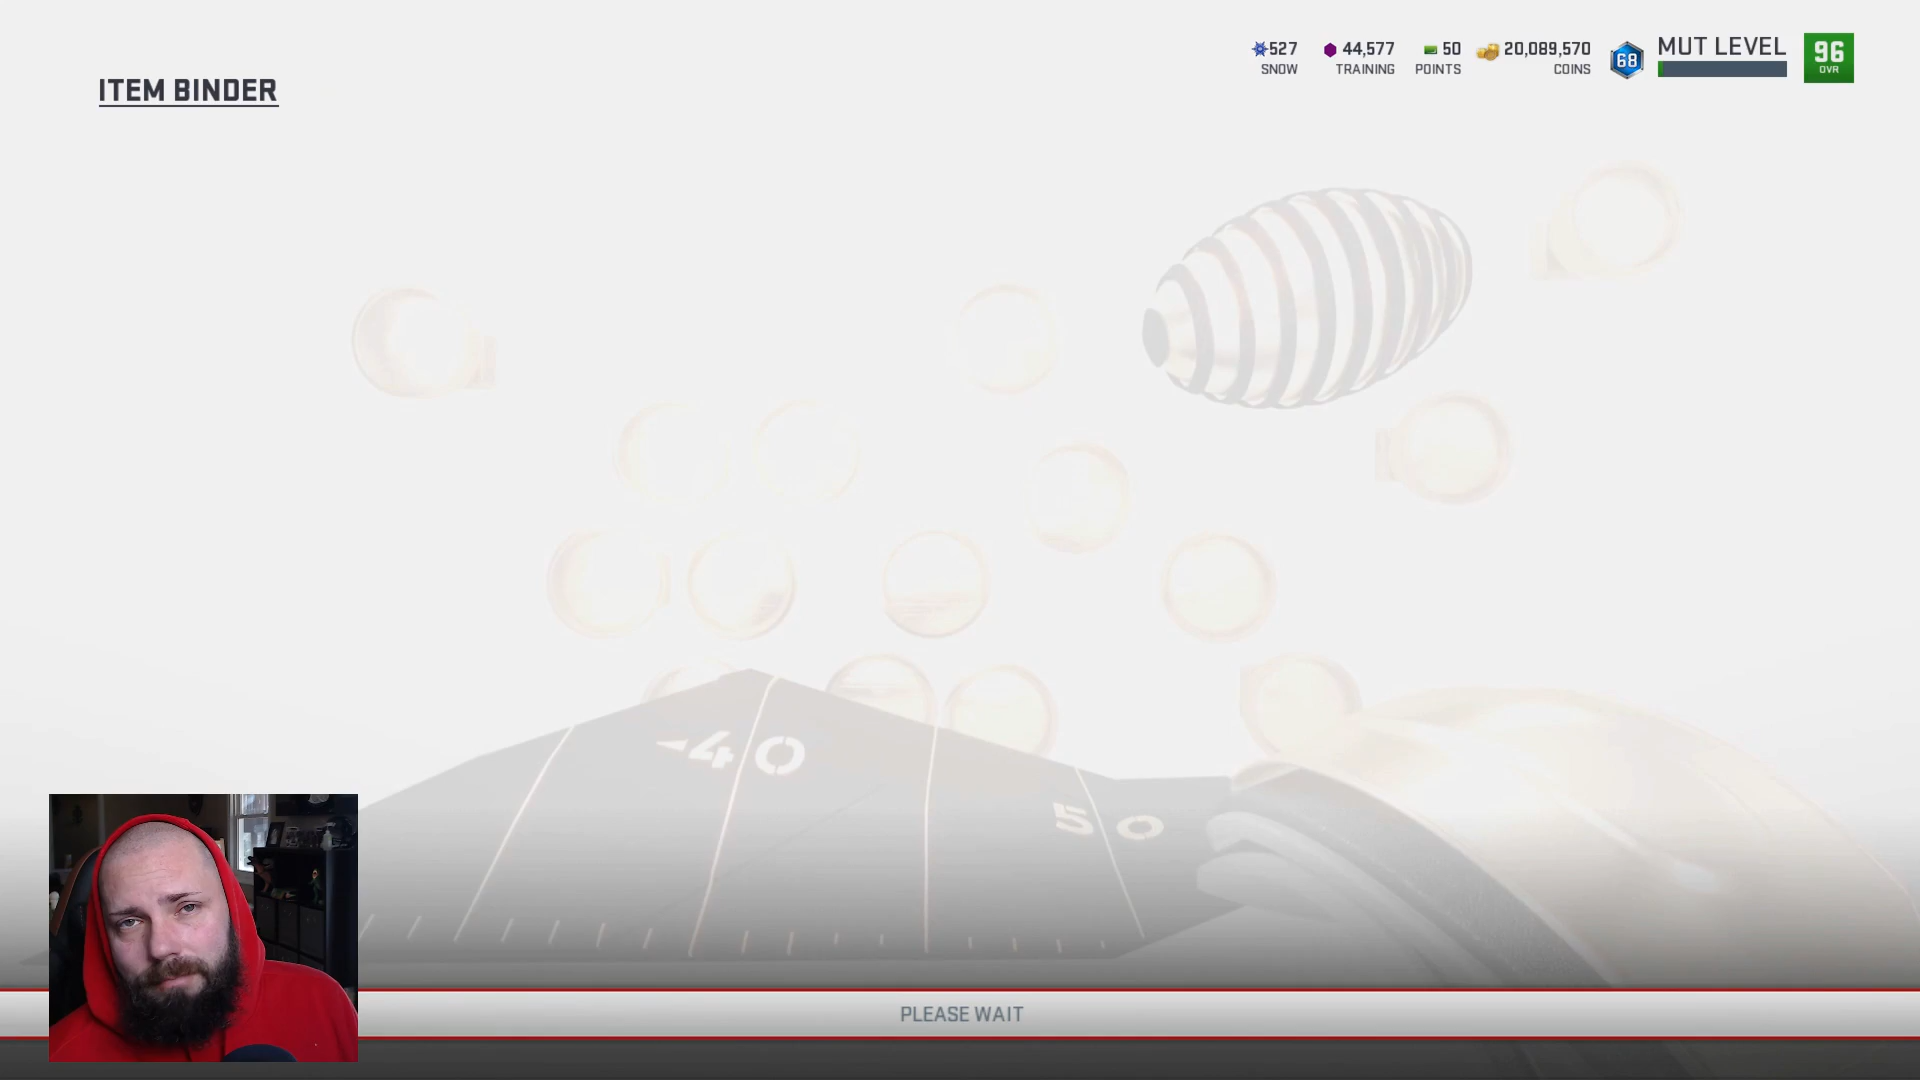 ITEM BINDER
527 44,577 50 20,089,570
SNOW TRAINING POINTS COINS
68
MUT LEVEL
96
OVR
40
50
PLEASE WAIT